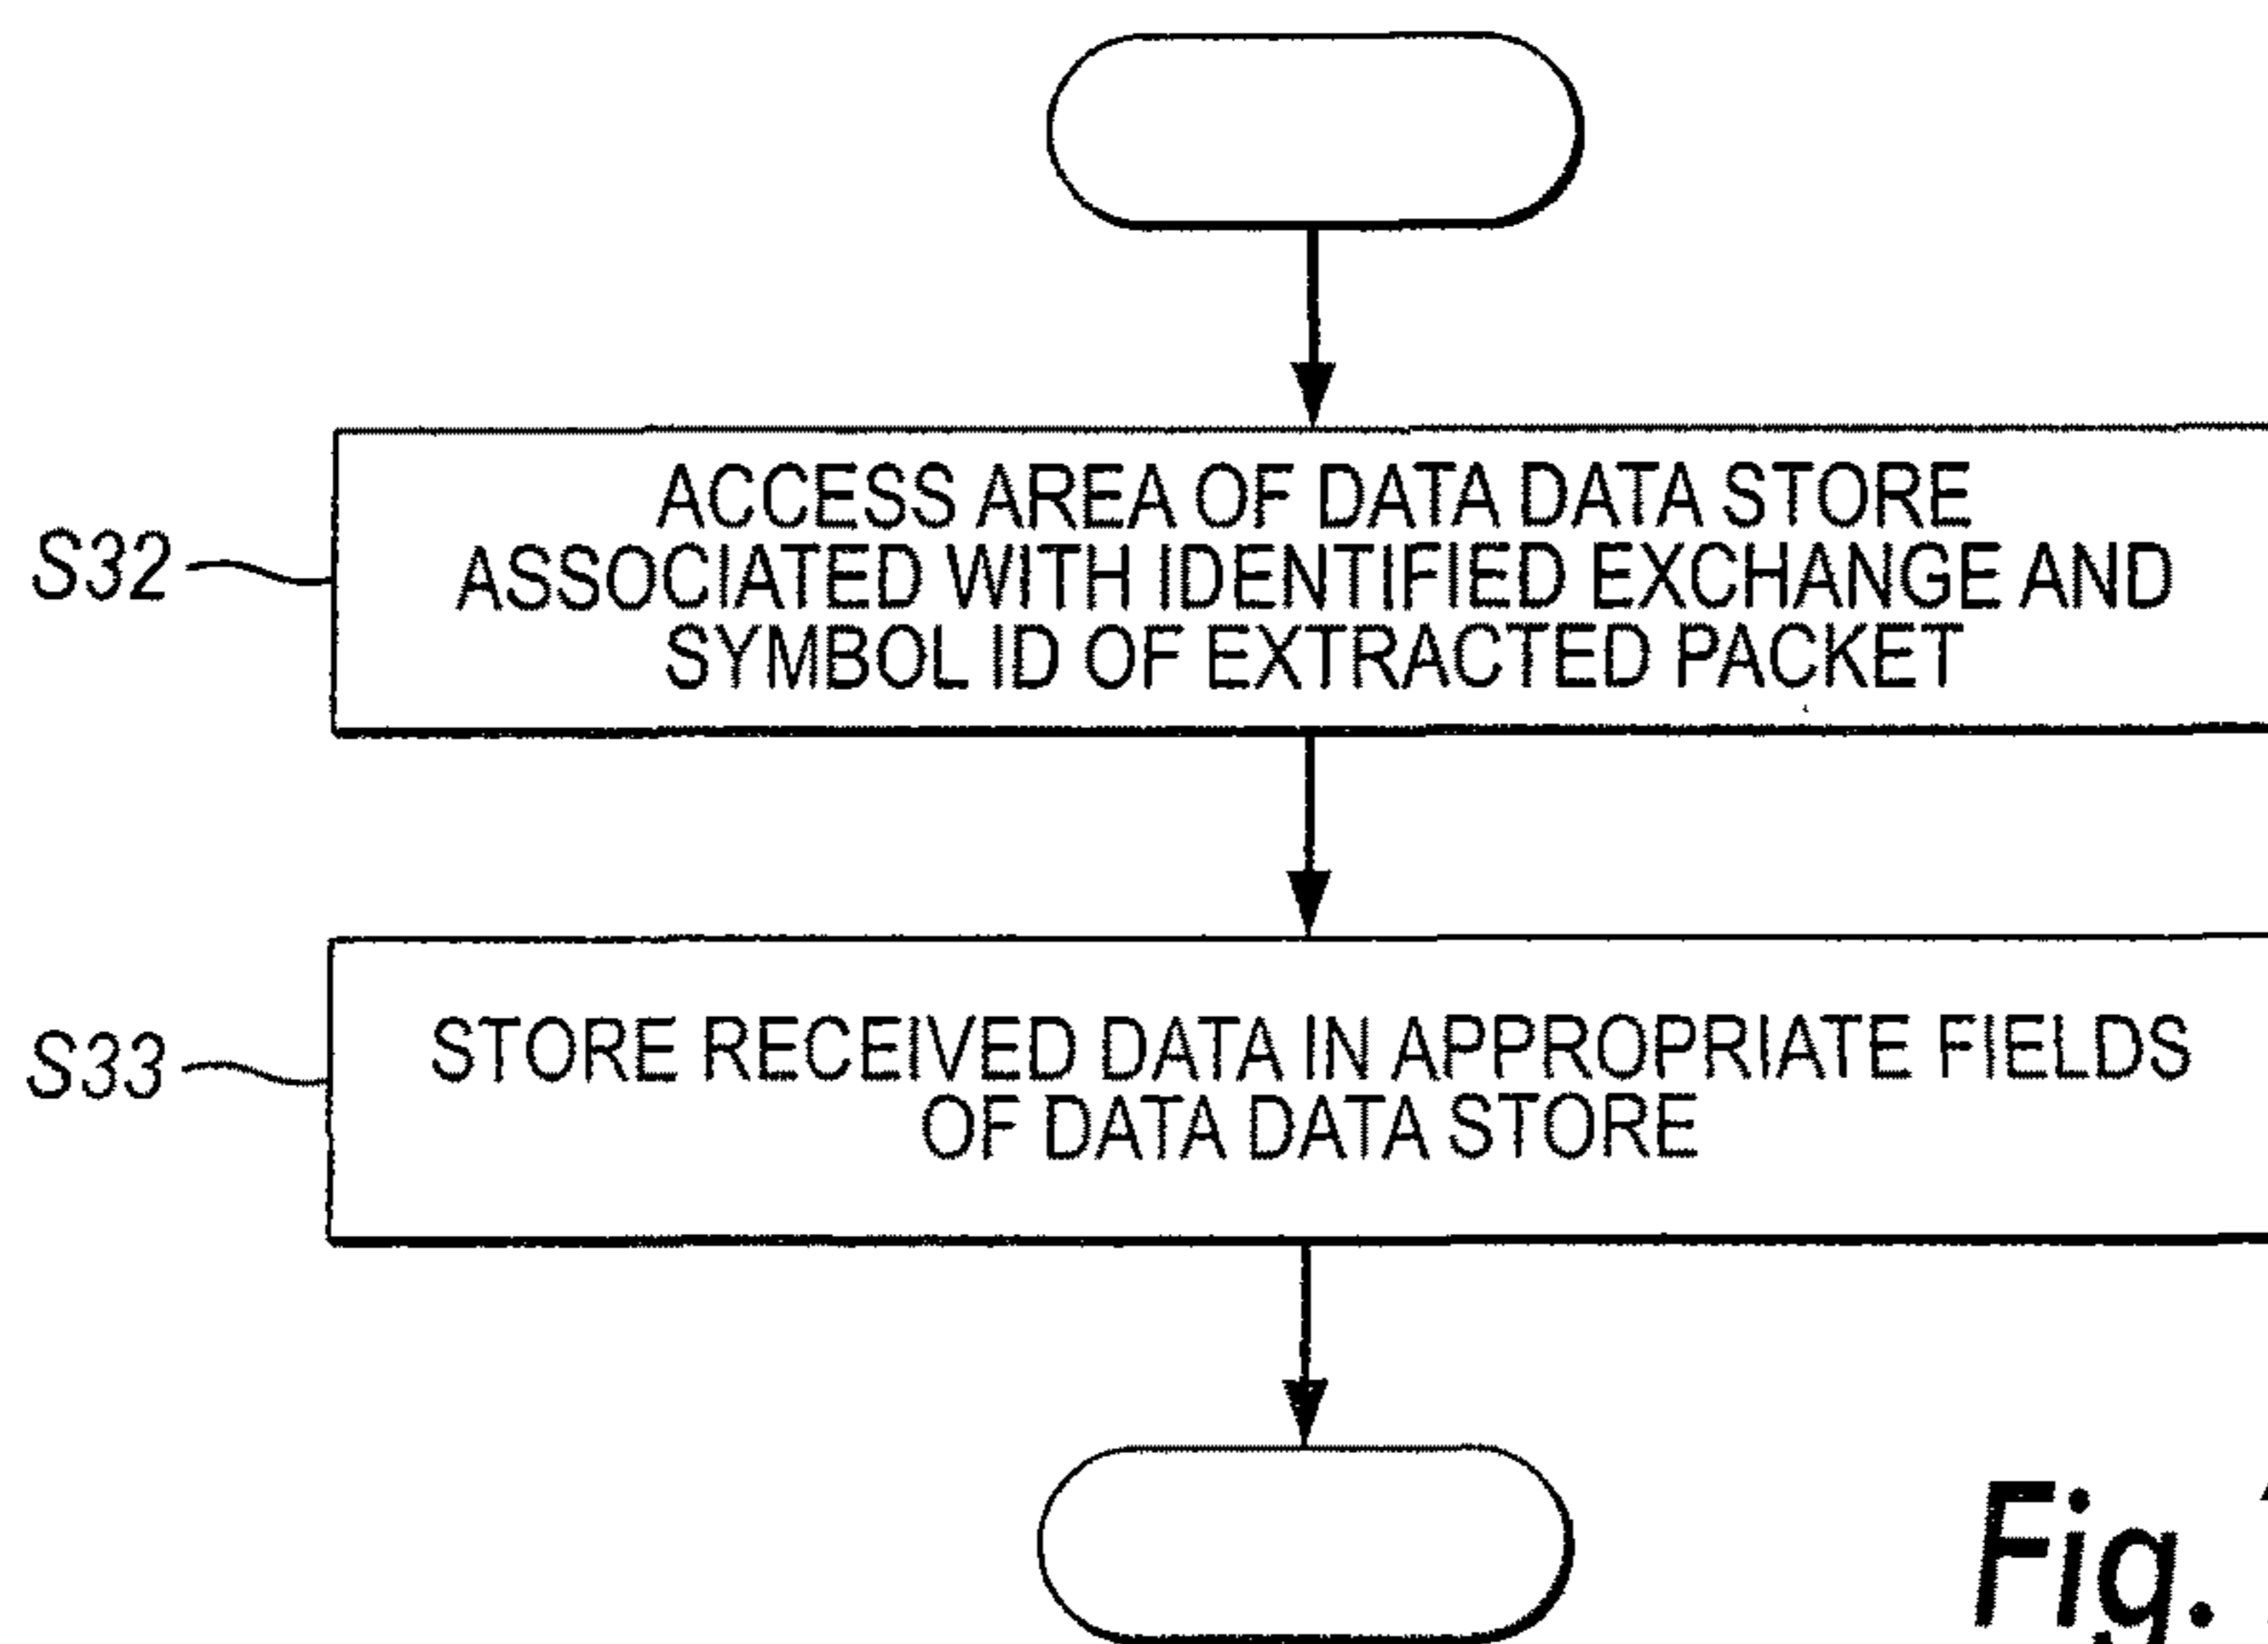 ACCESS AREA OF DATA DATA STORE
ASSOCIATED WITH IDENTIFIED EXCHANGE AND
SYMBOL ID OF EXTRACTED PACKET
S32
STORE RECEIVED DATA IN APPROPRIATE FIELDS
OF DATA DATA STORE
S33
Fig.